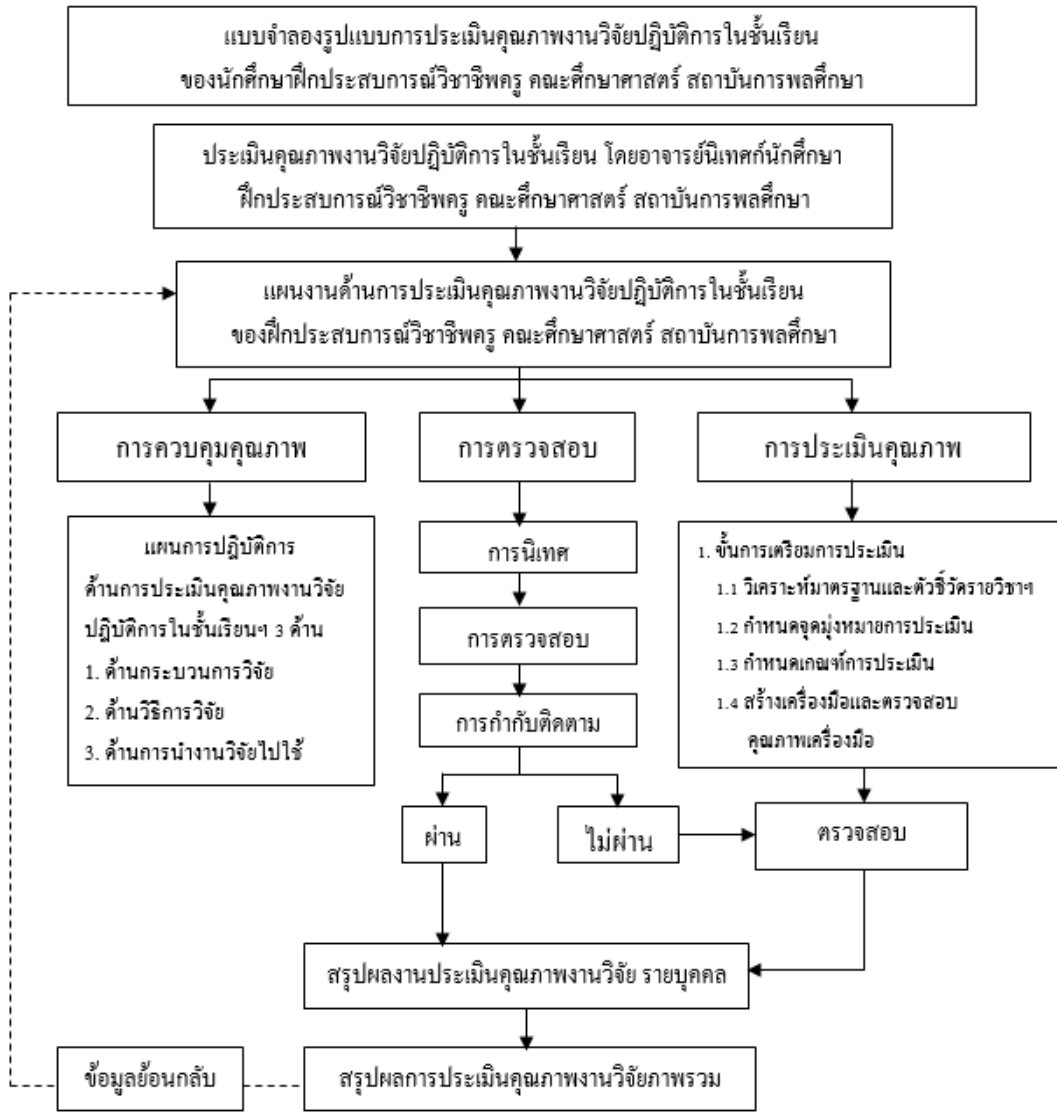 แบบจำลองรูปแบบการประเมินคุณภาพงานวิจัยปฏิบัติการในชั้นเรียน
ของนักศึกษาฝึกประสบการณ์วิชาชีพครู คณะศึกษาศาสตร์ สถาบันการพลศึกษา
ประเมินคุณภาพงานวิจัยปฏิบัติการในชั้นเรียน โดยอาจารย์นิเทศก์นักศึกษา
ฝึกประสบการณ์วิชาชีพครู คณะศึกษาศาสตร์ สถาบันการพลศึกษา
แผนงานด้านการประเมินคุณภาพงานวิจัยปฏิบัติการในชั้นเรียน
ของฝึกประสบการณ์วิชาชีพครู คณะศึกษาศาสตร์ สถาบันการพลศึกษา
การควบคุมคุณภาพ
แผนการปฏิบัติการ
ด้านการประเมินคุณภาพงานวิจัย
ปฏิบัติการในชั้นเรียนฯ 3 ด้าน
1. ด้านกระบวนการวิจัย
2. ด้านวิธีการวิจัย
3. ด้านการนำงานวิจัยไปใช้
การตรวจสอบ
การนิเทศ
การตรวจสอบ
การกำกับติดตาม
ผ่าน
ไม่ผ่าน
การประเมินคุณภาพ
1. ขั้นการเตรียมการประเมิน
1.1 วิเคราะห์มาตรฐานและตัวชี้วัดรายวิชาฯ
1.2 กำหนดจุดมุ่งหมายการประเมิน
1.3 กำหนดเกณฑ์การประเมิน
1.4 สร้างเครื่องมือและตรวจสอบ
คุณภาพเครื่องมือ
ตรวจสอบ
สรุปผลงานประเมินคุณภาพงานวิจัย รายบุคคล
ข้อมูลย้อนกลับ
สรุปผลการประเมินคุณภาพงานวิจัยภาพรวม